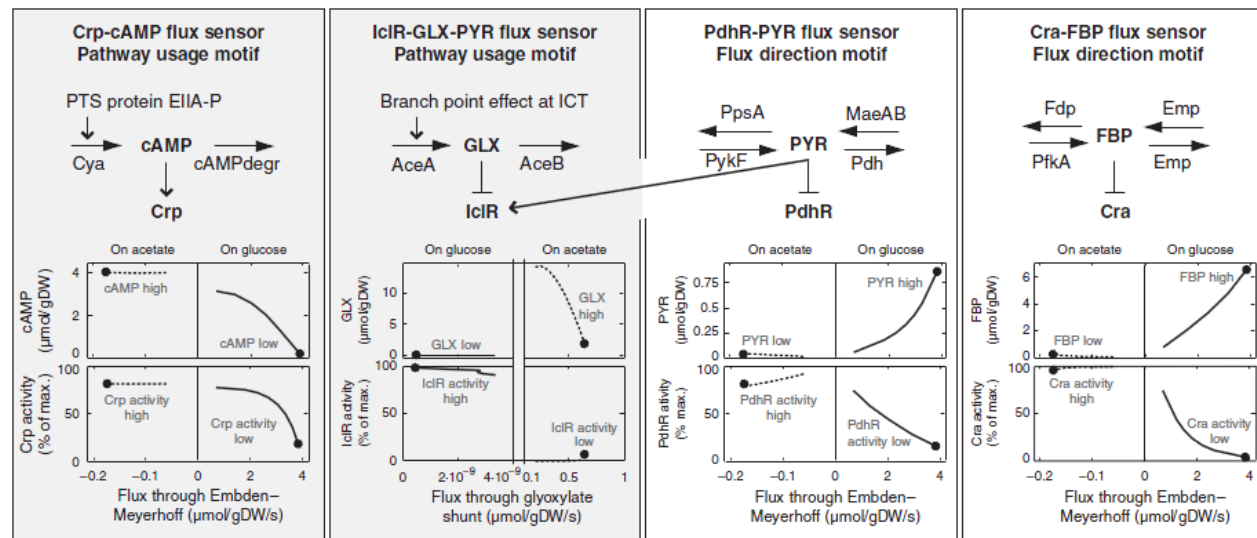 Crp-cAMP flux sensor
Pathway usage motif
PTS protein EIIA-P
cAMP
Cya
cAMPdegr
Crp
On acetate
On glucose
cAMP
(µmol/gDW)
4
2
0
cAMP high
cAMP low
Crp activity
(% of max.)
100
50
0
Crp activity
high
Crp activity
low
−0.2
−0.1
0
2
4
Flux through Embden–
Meyerhoff (µmol/gDW/s)
IclR-GLX-PYR flux sensor
Pathway usage motif
Branch point effect at ICT
GLX
AceA
AceB
IclR
On glucose
On acetate
GLX
(µmol/gDW)
10
5
0
GLX low
GLX
high
IclR activity
(% of max.)
100
50
0
IclR activity
high
IclR activity
low
0
2·10⁻⁹
4·10⁻⁹
0.1
0.5
1
Flux through glyoxylate
shunt (µmol/gDW/s)
PdhR-PYR flux sensor
Flux direction motif
PpsA
MaeAB
PYR
PykF
Pdh
PdhR
On acetate
On glucose
PYR
(µmol/gDW)
0.75
0.5
0.25
0
PYR low
PYR high
PdhR ativity
(% max.)
100
50
0
PdhR activity
high
PdhR
activity low
−0.2
−0.1
0
2
4
Flux through Embden–
Meyerhoff (µmol/gDW/s)
Cra-FBP flux sensor
Flux direction motif
Fdp
Emp
FBP
PfkA
Emp
Cra
On acetate
On glucose
FBP
(µmol/gDW)
6
4
2
0
FBP low
FBP high
Cra activity
(% of max.)
100
50
0
Cra activity
high
Cra activity
low
−0.2
−0.1
0
2
4
Flux through Embden–
Meyerhoff (µmol/gDW/s)